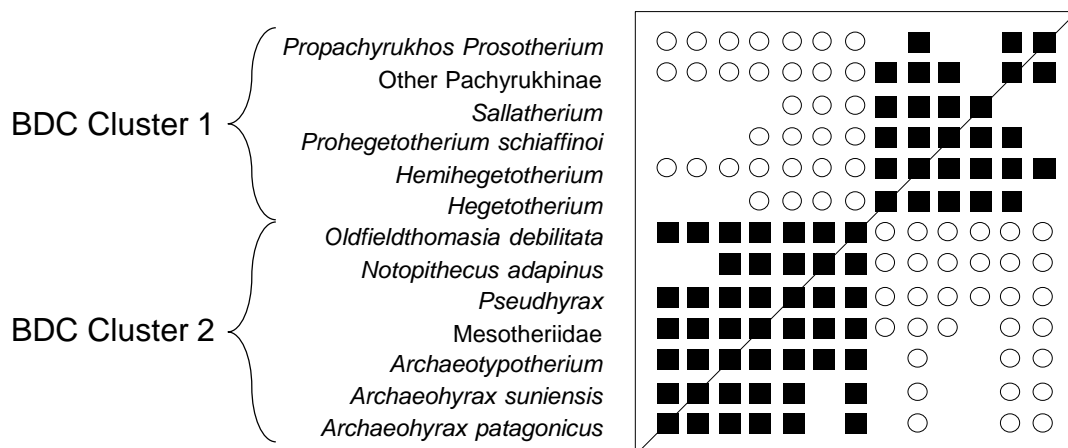 Propachyrukhos Prosotherium
Other Pachyrukhinae
BDC Cluster 1
Sallatherium
Prohegetotherium schiaffinoi
Hemihegetotherium
Hegetotherium
Oldfieldthomasia debilitata
Notopithecus adapinus
Pseudhyrax
BDC Cluster 2
Mesotheriidae
Archaeotypotherium
Archaeohyrax suniensis
Archaeohyrax patagonicus